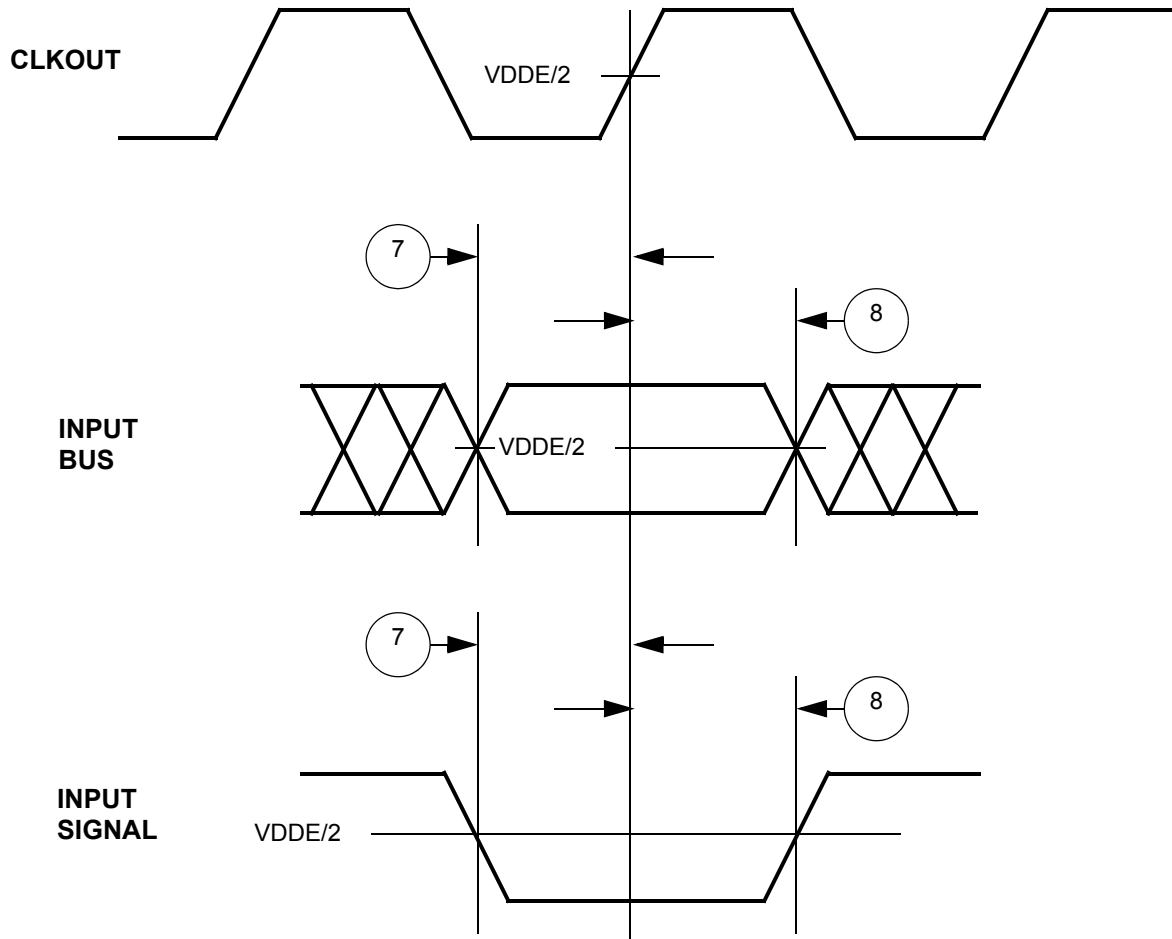 CLKOUT
VDDE/2
7
8
INPUT
BUS
VDDE/2
7
8
INPUT
SIGNAL
VDDE/2